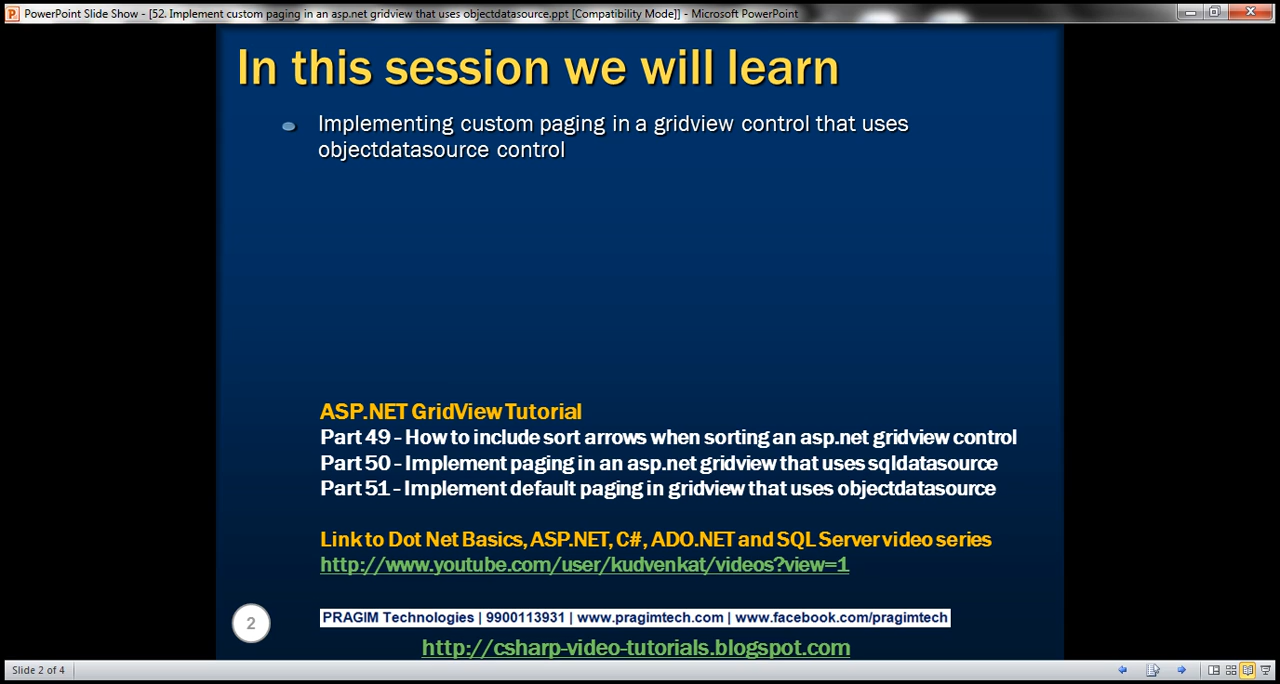 PowerPoint Slide Show - [52. Implement custom paging in an asp.net gridview that uses objectdatasource.ppt [Compatibility Mode]] - Microsoft PowerPoint
In this session we will learn
Implementing custom paging in a gridview control that uses
objectdatasource control
ASP.NET GridView Tutorial
Part 49 - How to include sort arrows when sorting an asp.net gridview control
Part 50 - Implement paging in an asp.net gridview that uses sqldatasource
Part 51 - Implement default paging in gridview that uses objectdatasource
Link to Dot Net Basics, ASP.NET, C#, ADO.NET and SQL Server video series
http://www.youtube.com/user/kudvenkat/videos?view=1
2
PRAGIM Technologies | 9900113931 | www.pragimtech.com | www.facebook.com/pragimtech
http://csharp-video-tutorials.blogspot.com
Slide 2 of 4